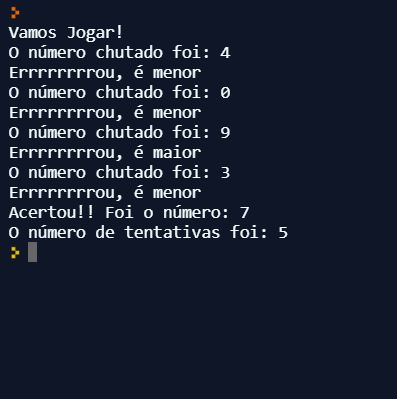 >
Vamos Jogar!
O número chutado foi: 4
Errrrrrrrou, é menor
O número chutado foi: 0
Errrrrrrrou, é menor
O número chutado foi: 9
Errrrrrrrou, é maior
O número chutado foi: 3
Errrrrrrrou, é menor
Acertou!! Foi o número: 7
O número de tentativas foi: 5
>